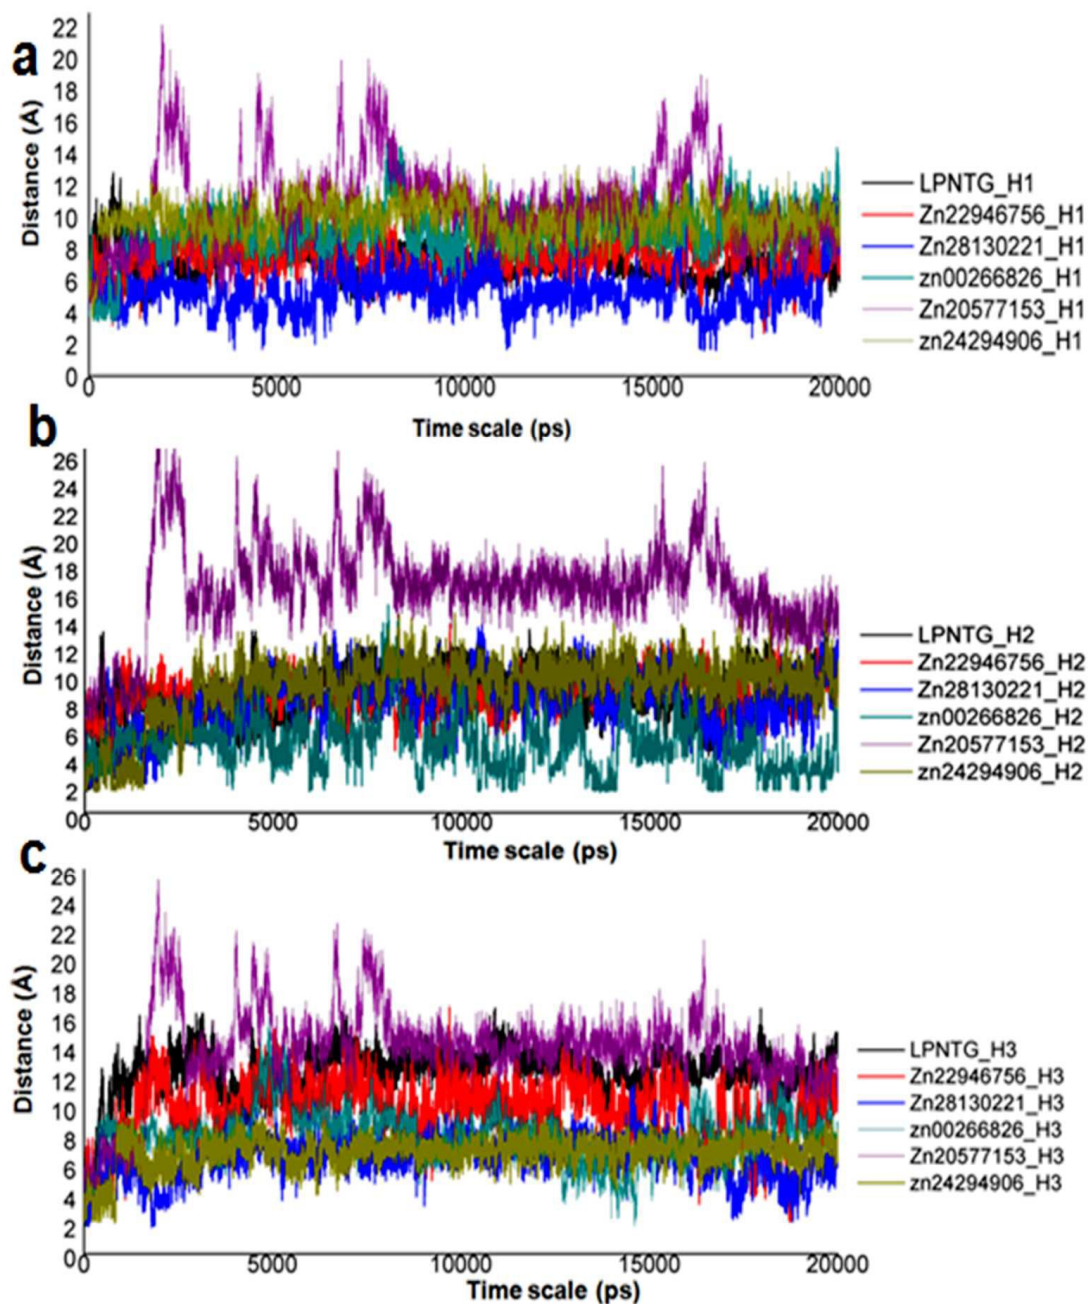 a
Distance (Å)
22
20
18
16
14
12
10
8
6
4
2
0
0 5000 10000 15000 20000
Time scale (ps)
LPNTG_H1
Zn22946756_H1
Zn28130221_H1
zn00266826_H1
Zn20577153_H1
zn24294906_H1
b
Distance (Å)
26
24
22
20
18
16
14
12
10
8
6
4
2
00 5000 10000 15000 20000
Time scale (ps)
LPNTG_H2
Zn22946756_H2
Zn28130221_H2
zn00266826_H2
Zn20577153_H2
zn24294906_H2
c
Distance (Å)
26
24
22
20
18
16
14
12
10
8
6
4
2
0
0 5000 10000 15000 20000
Time scale (ps)
LPNTG_H3
Zn22946756_H3
Zn28130221_H3
zn00266826_H3
Zn20577153_H3
zn24294906_H3